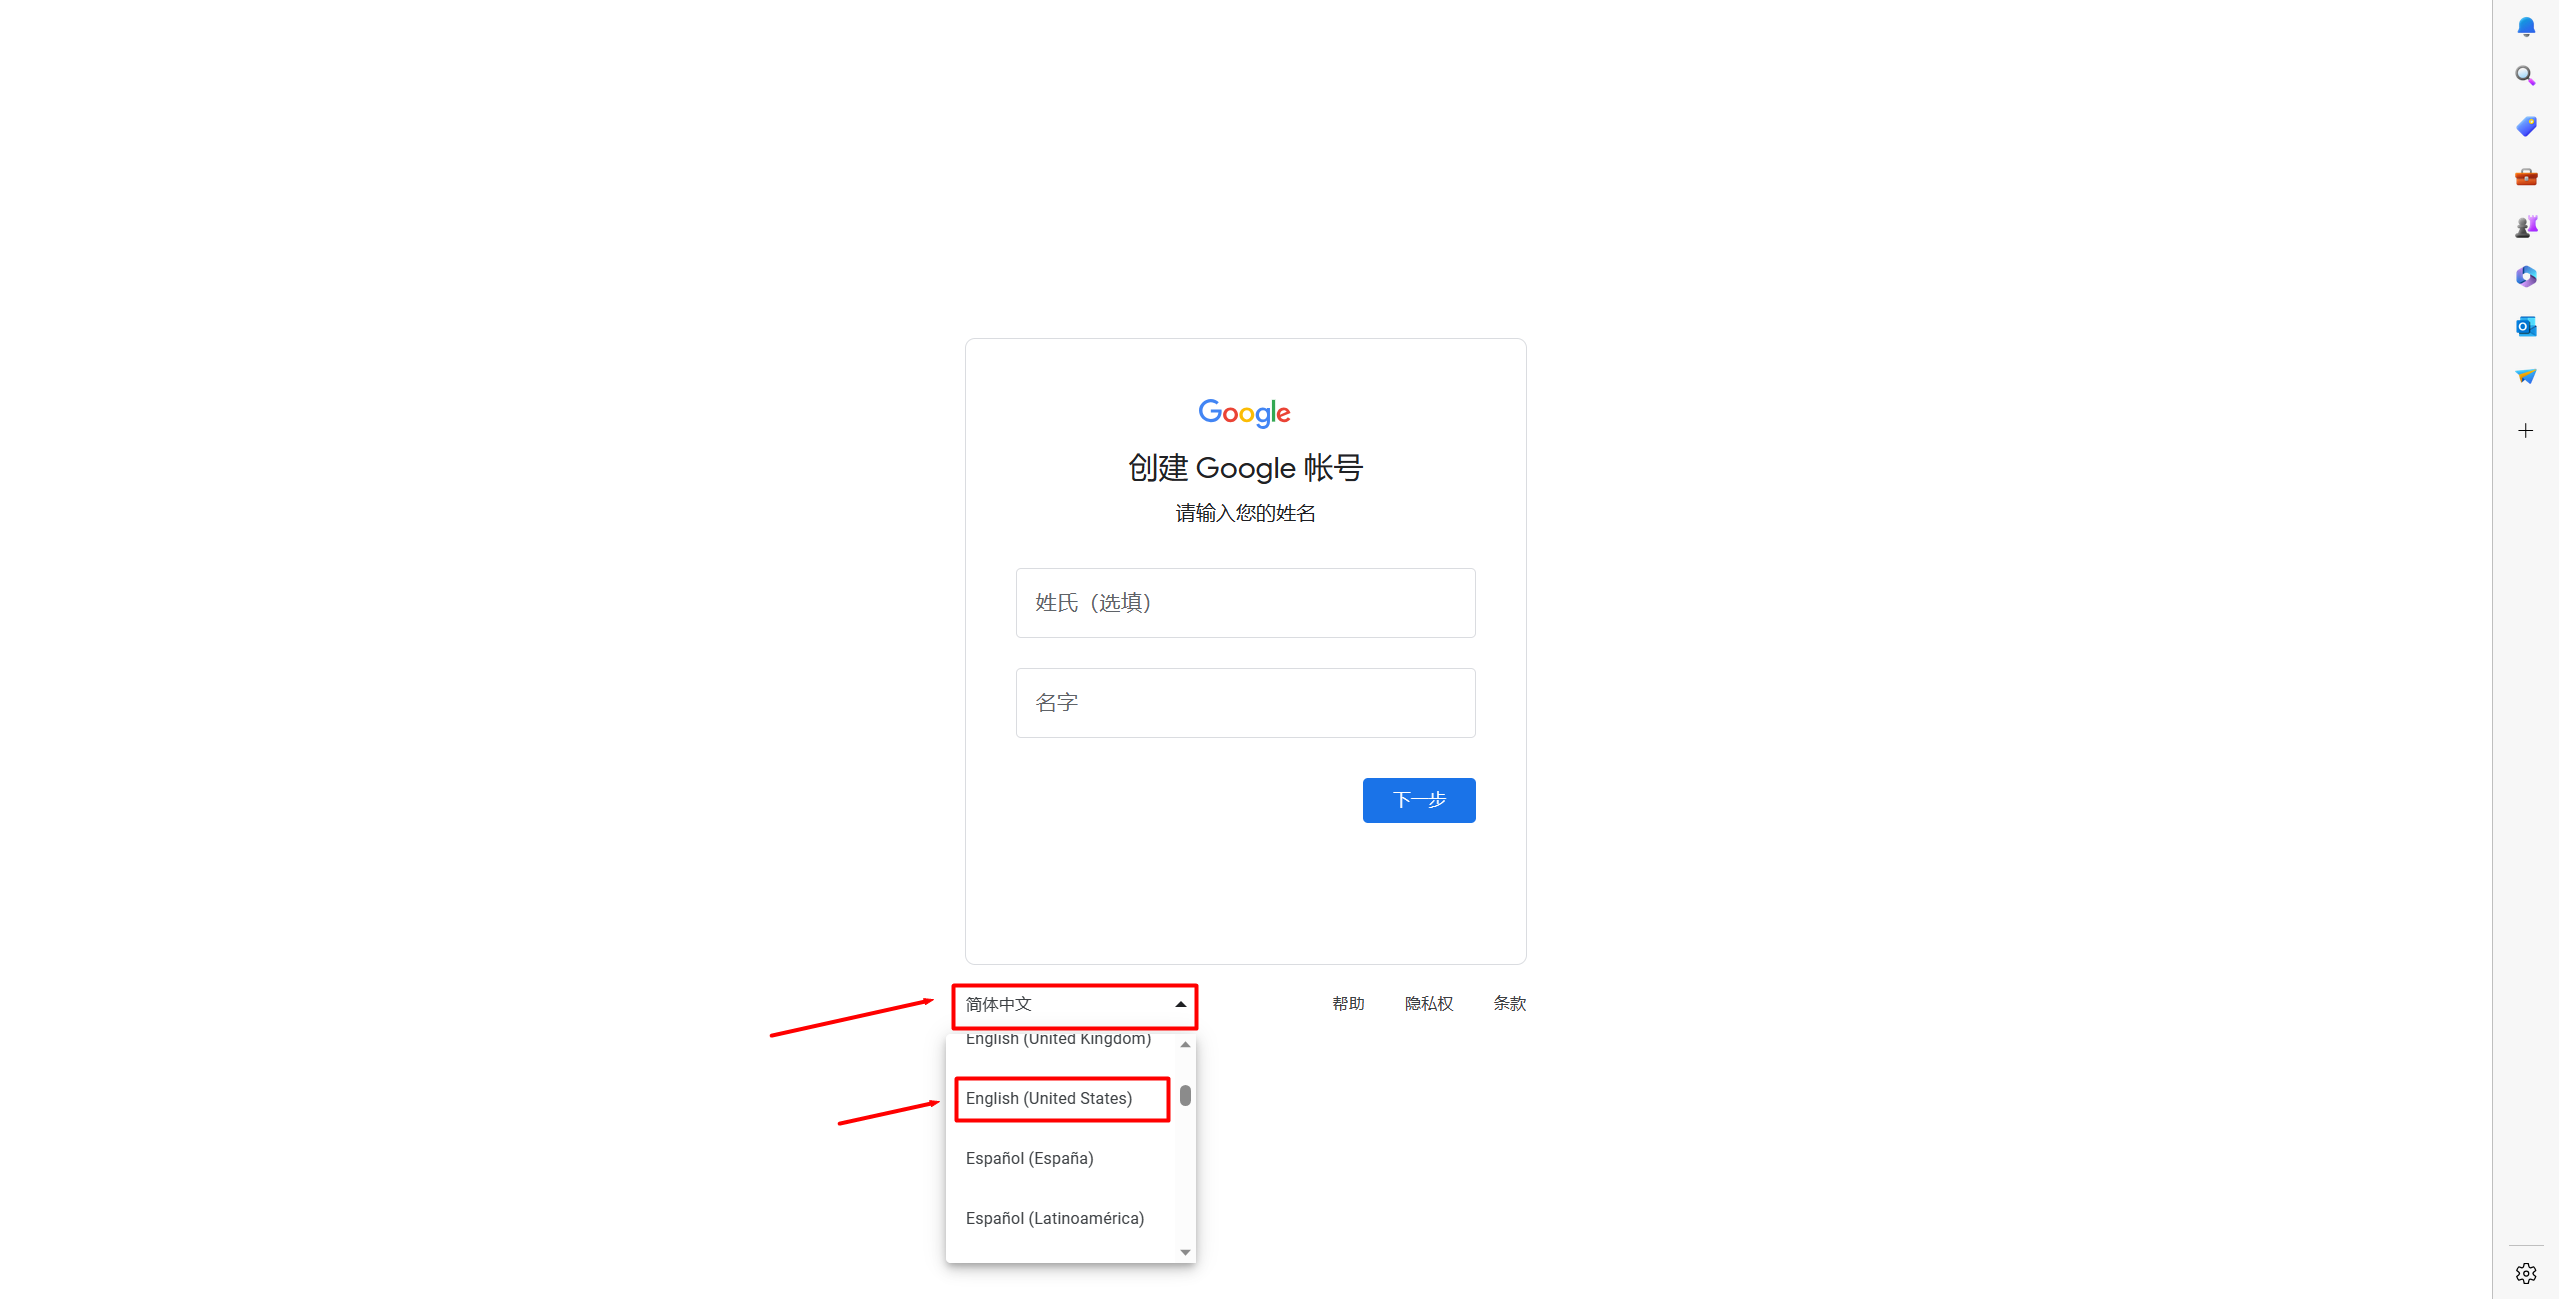 Google
创建 Google 帐号
请输入您的姓名
姓氏（选填）
名字
下一步
简体中文
帮助 隐私权 条款
English (United Kingdom)
English (United States)
Español (España)
Español (Latinoamérica)